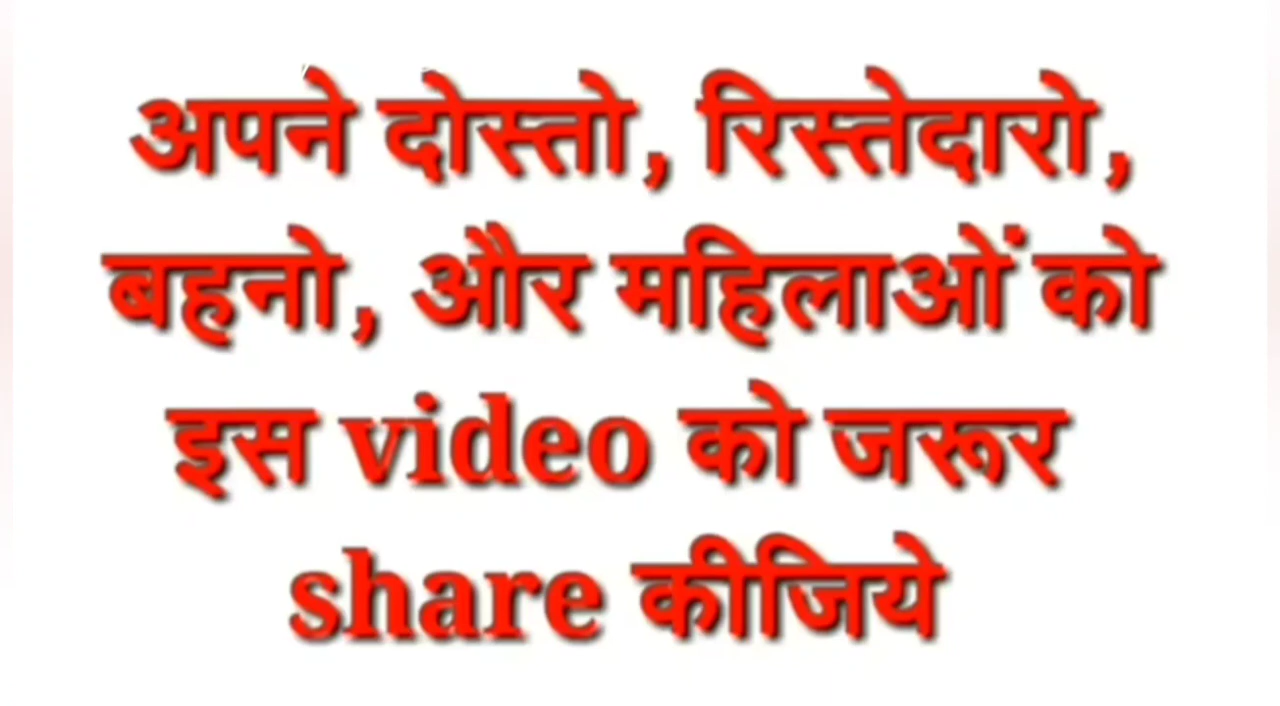 अपने दोस्तो, रिस्तेदारो,
बहनो, और महिलाओं को
इस video को जरूर
share कीजिये